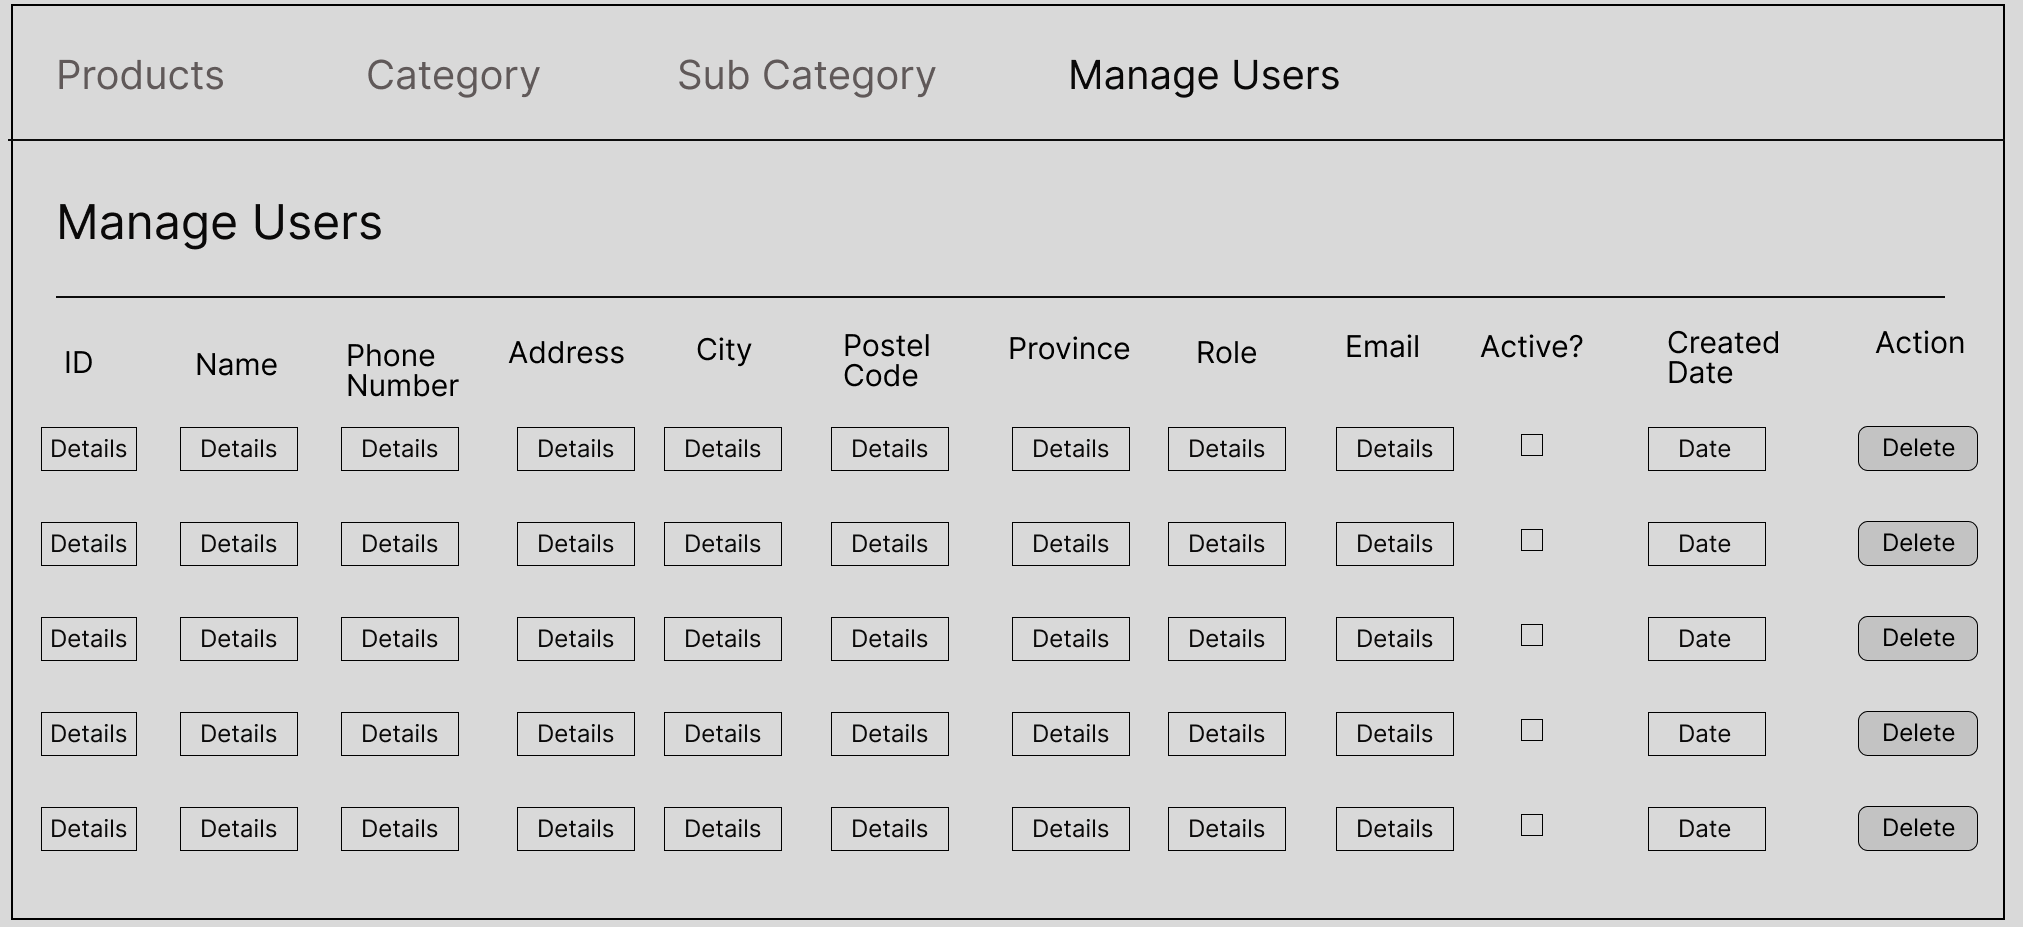 Products Category Sub Category Manage Users
Manage Users
ID Name Phone Number Address City Postel Code Province Role Email Active? Created Date Action
Details Details Details Details Details Details Details Details Details Date Delete
Details Details Details Details Details Details Details Details Details Date Delete
Details Details Details Details Details Details Details Details Details Date Delete
Details Details Details Details Details Details Details Details Details Date Delete
Details Details Details Details Details Details Details Details Details Date Delete